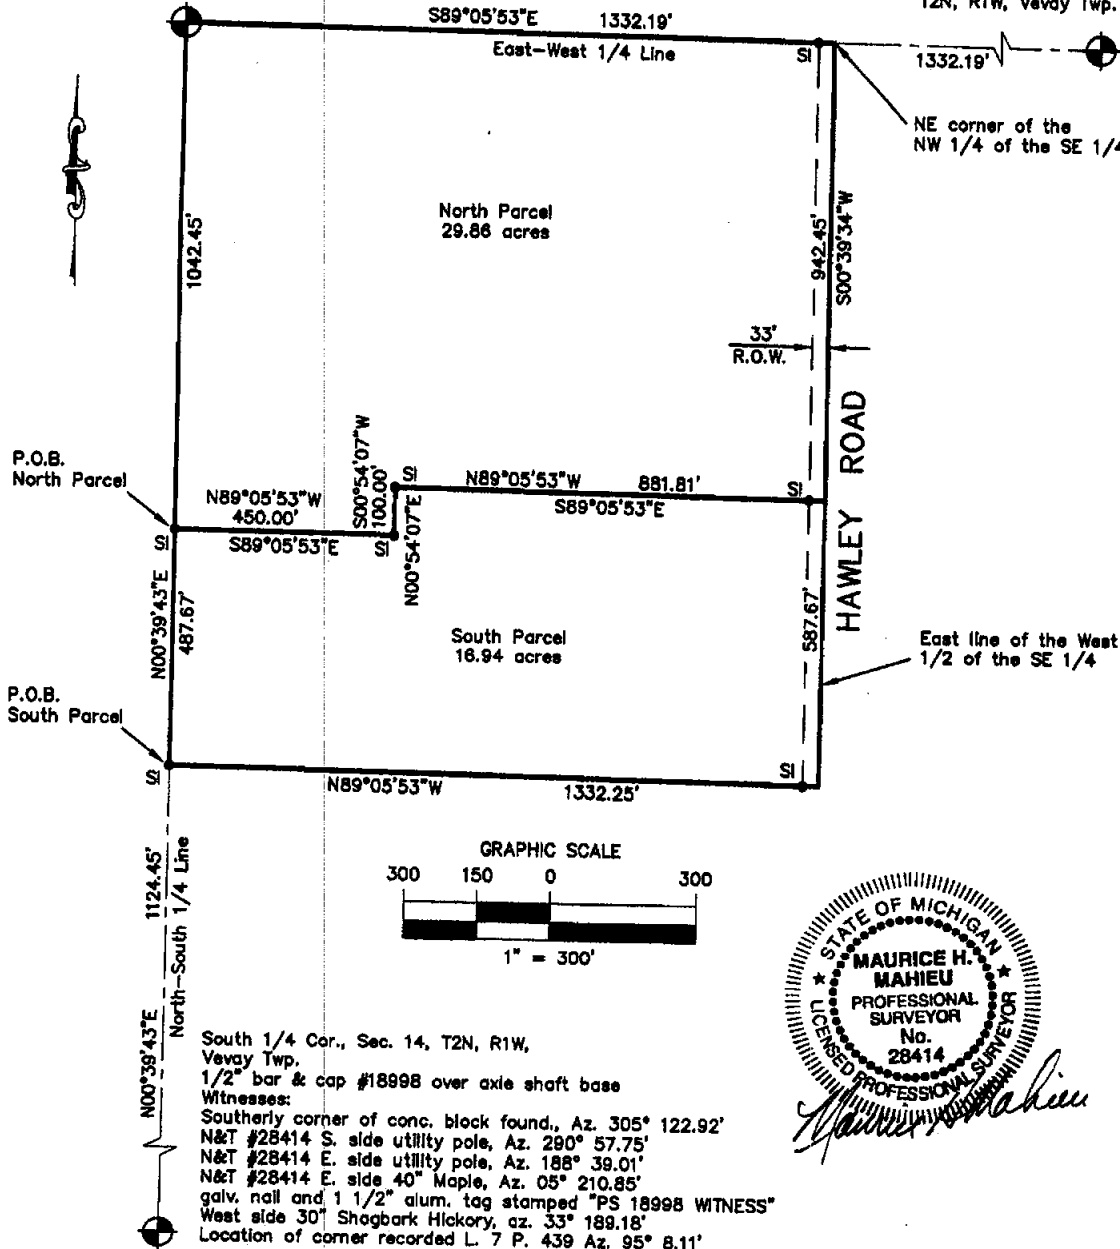 T2N, R1W, Vevay Twp.
S89°05'53"E 1332.19'
East-West 1/4 Line
SI
1332.19'
NE corner of the
NW 1/4 of the SE 1/4
North Parcel
29.86 acres
1042.45'
942.45'
S00°39'34"W
33'
R.O.W.
HAWLEY ROAD
P.O.B.
North Parcel
N89°05'53"W
450.00'
S89°05'53"E
SI
SI
S00°54'07"W
100.00'
N00°54'07"E
SI
N89°05'53"W 881.81'
S89°05'53"E
SI
N00°39'43"E
487.67'
South Parcel
16.94 acres
587.67'
East line of the West
1/2 of the SE 1/4
P.O.B.
South Parcel
SI
N89°05'53"W 1332.25'
SI
1124.45'
North-South 1/4 Line
N00°39'43"E
GRAPHIC SCALE
300 150 0 300
1" = 300'
STATE OF MICHIGAN
MAURICE H.
MAHIEU
PROFESSIONAL
SURVEYOR
No.
28414
LICENSED PROFESSIONAL SURVEYOR
Maurice H Mahieu
South 1/4 Cor., Sec. 14, T2N, R1W,
Vevay Twp.
1/2" bar & cap #18998 over axle shaft base
Witnesses:
Southerly corner of conc. block found., Az. 305° 122.92'
N&T #28414 S. side utility pole, Az. 290° 57.75'
N&T #28414 E. side utility pole, Az. 188° 39.01'
N&T #28414 E. side 40" Maple, Az. 05° 210.85'
galv. nail and 1 1/2" alum. tag stamped "PS 18998 WITNESS"
West side 30" Shagbark Hickory, az. 33° 189.18'
Location of corner recorded L. 7 P. 439 Az. 95° 8.11'